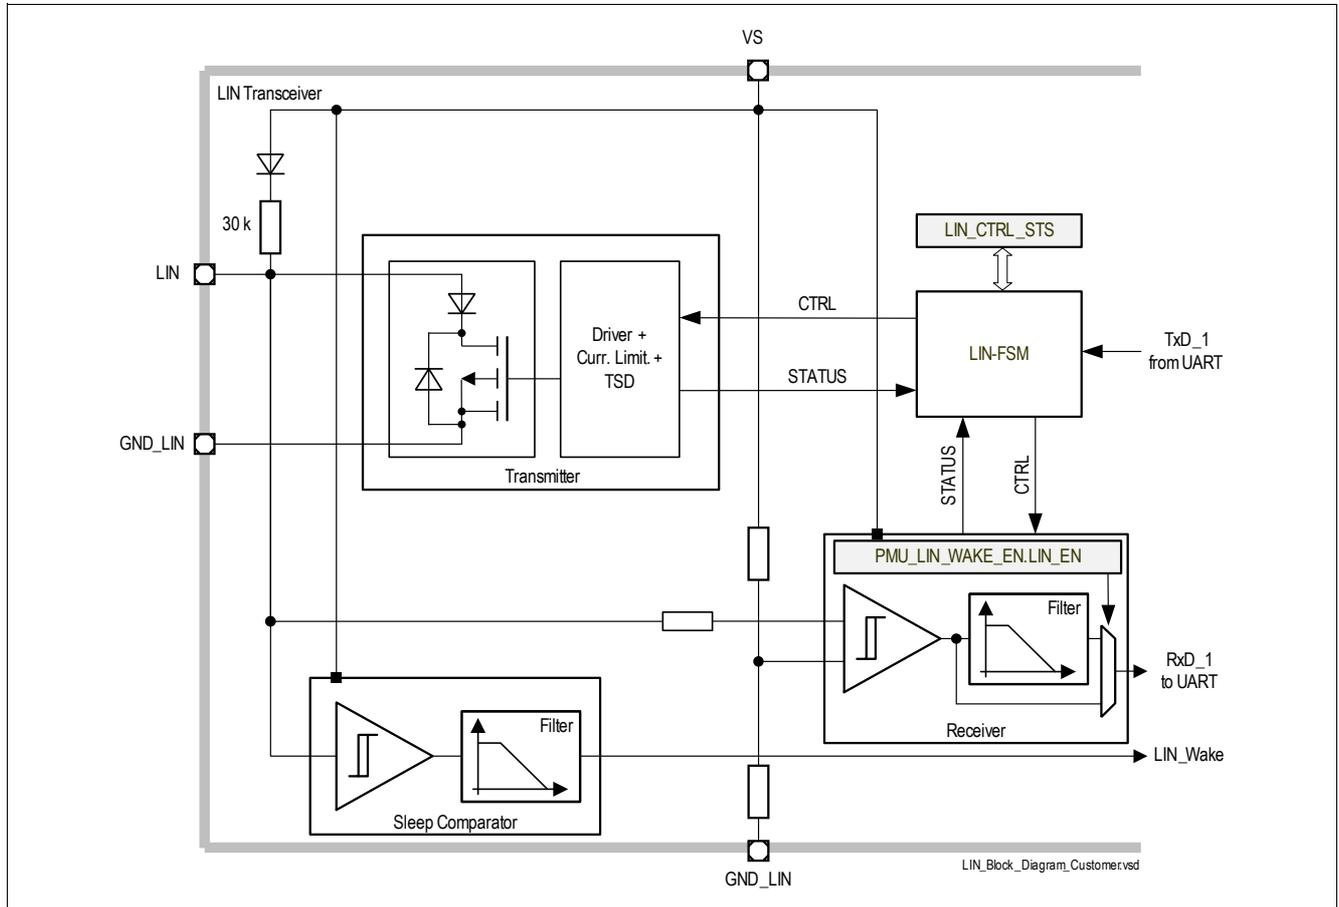 VS
LIN Transceiver
30 k
LIN
GND_LIN
Driver +
Curr. Limit. +
TSD
Transmitter
CTRL
STATUS
LIN_CTRL_STS
LIN-FSM
TxD_1
from UART
STATUS
CTRL
PMU_LIN_WAKE_EN.LIN_EN
Filter
Receiver
RxD_1
to UART
Filter
Sleep Comparator
LIN_Wake
GND_LIN
LIN_Block_Diagram_Customer.vsd